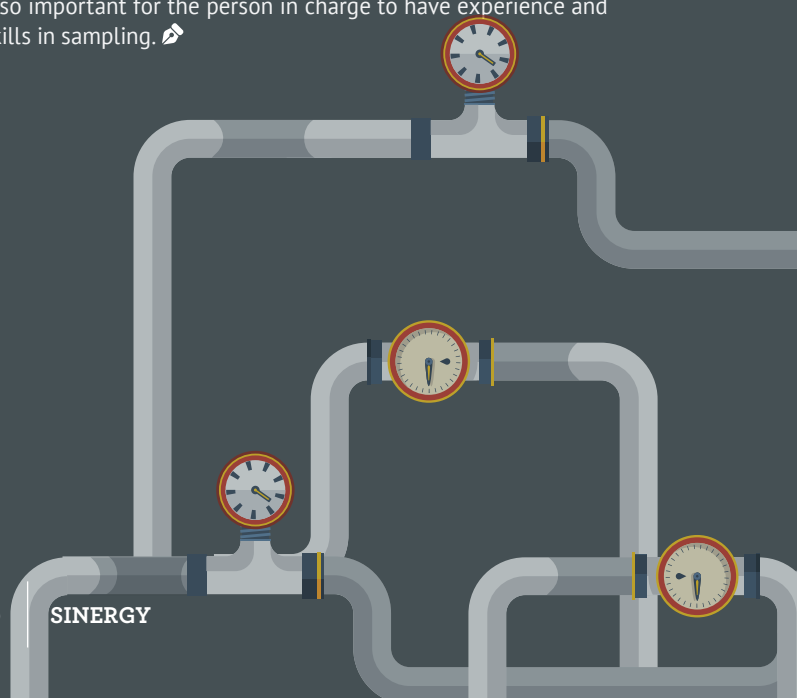 so important for the person in charge to have experience and
ills in sampling.
SINERGY